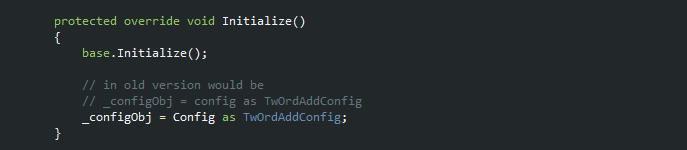 protected override void Initialize()
{
base.Initialize();
// in old version would be
// _configObj = config as TwOrdAddConfig
_configObj = Config as TwOrdAddConfig;
}